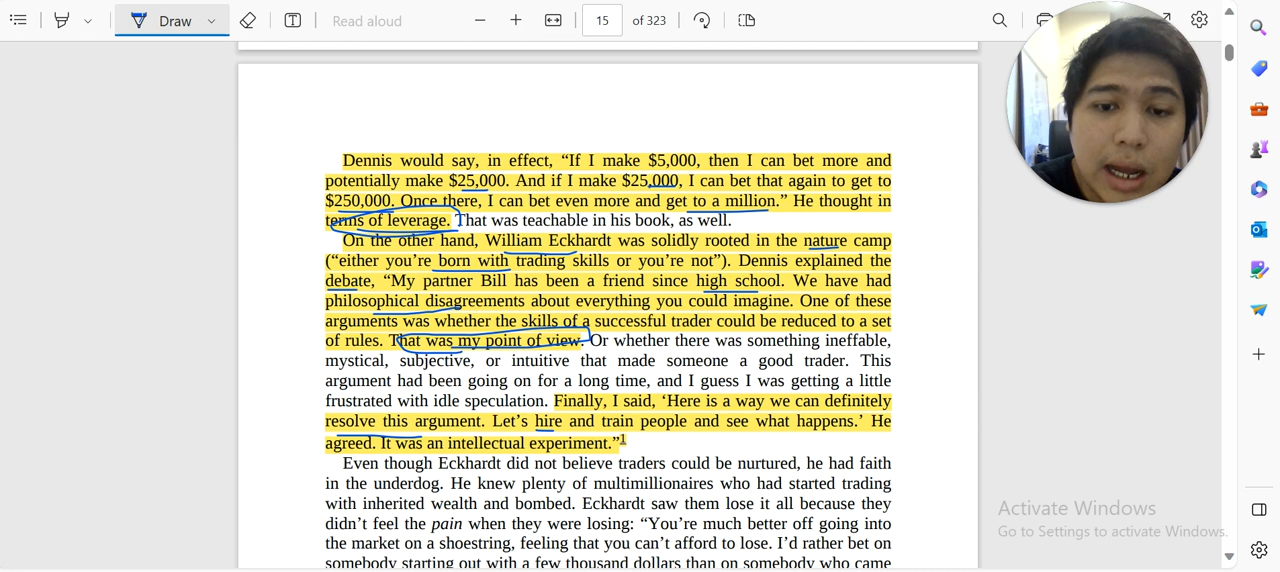 Draw
Read aloud
15
of 323
Dennis would say, in effect, “If I make $5,000, then I can bet more and
potentially make $25,000. And if I make $25,000, I can bet that again to get to
$250,000. Once there, I can bet even more and get to a million.” He thought in
terms of leverage. That was teachable in his book, as well.
On the other hand, William Eckhardt was solidly rooted in the nature camp
(“either you’re born with trading skills or you’re not”). Dennis explained the
debate, “My partner Bill has been a friend since high school. We have had
philosophical disagreements about everything you could imagine. One of these
arguments was whether the skills of a successful trader could be reduced to a set
of rules. That was my point of view. Or whether there was something ineffable,
mystical, subjective, or intuitive that made someone a good trader. This
argument had been going on for a long time, and I guess I was getting a little
frustrated with idle speculation. Finally, I said, ‘Here is a way we can definitely
resolve this argument. Let’s hire and train people and see what happens.’ He
agreed. It was an intellectual experiment.”1
Even though Eckhardt did not believe traders could be nurtured, he had faith
in the underdog. He knew plenty of multimillionaires who had started trading
with inherited wealth and bombed. Eckhardt saw them lose it all because they
didn’t feel the pain when they were losing: “You’re much better off going into
the market on a shoestring, feeling that you can’t afford to lose. I’d rather bet on
somebody starting out with a few thousand dollars than on somebody who came
Activate Windows
Go to Settings to activate Windows.